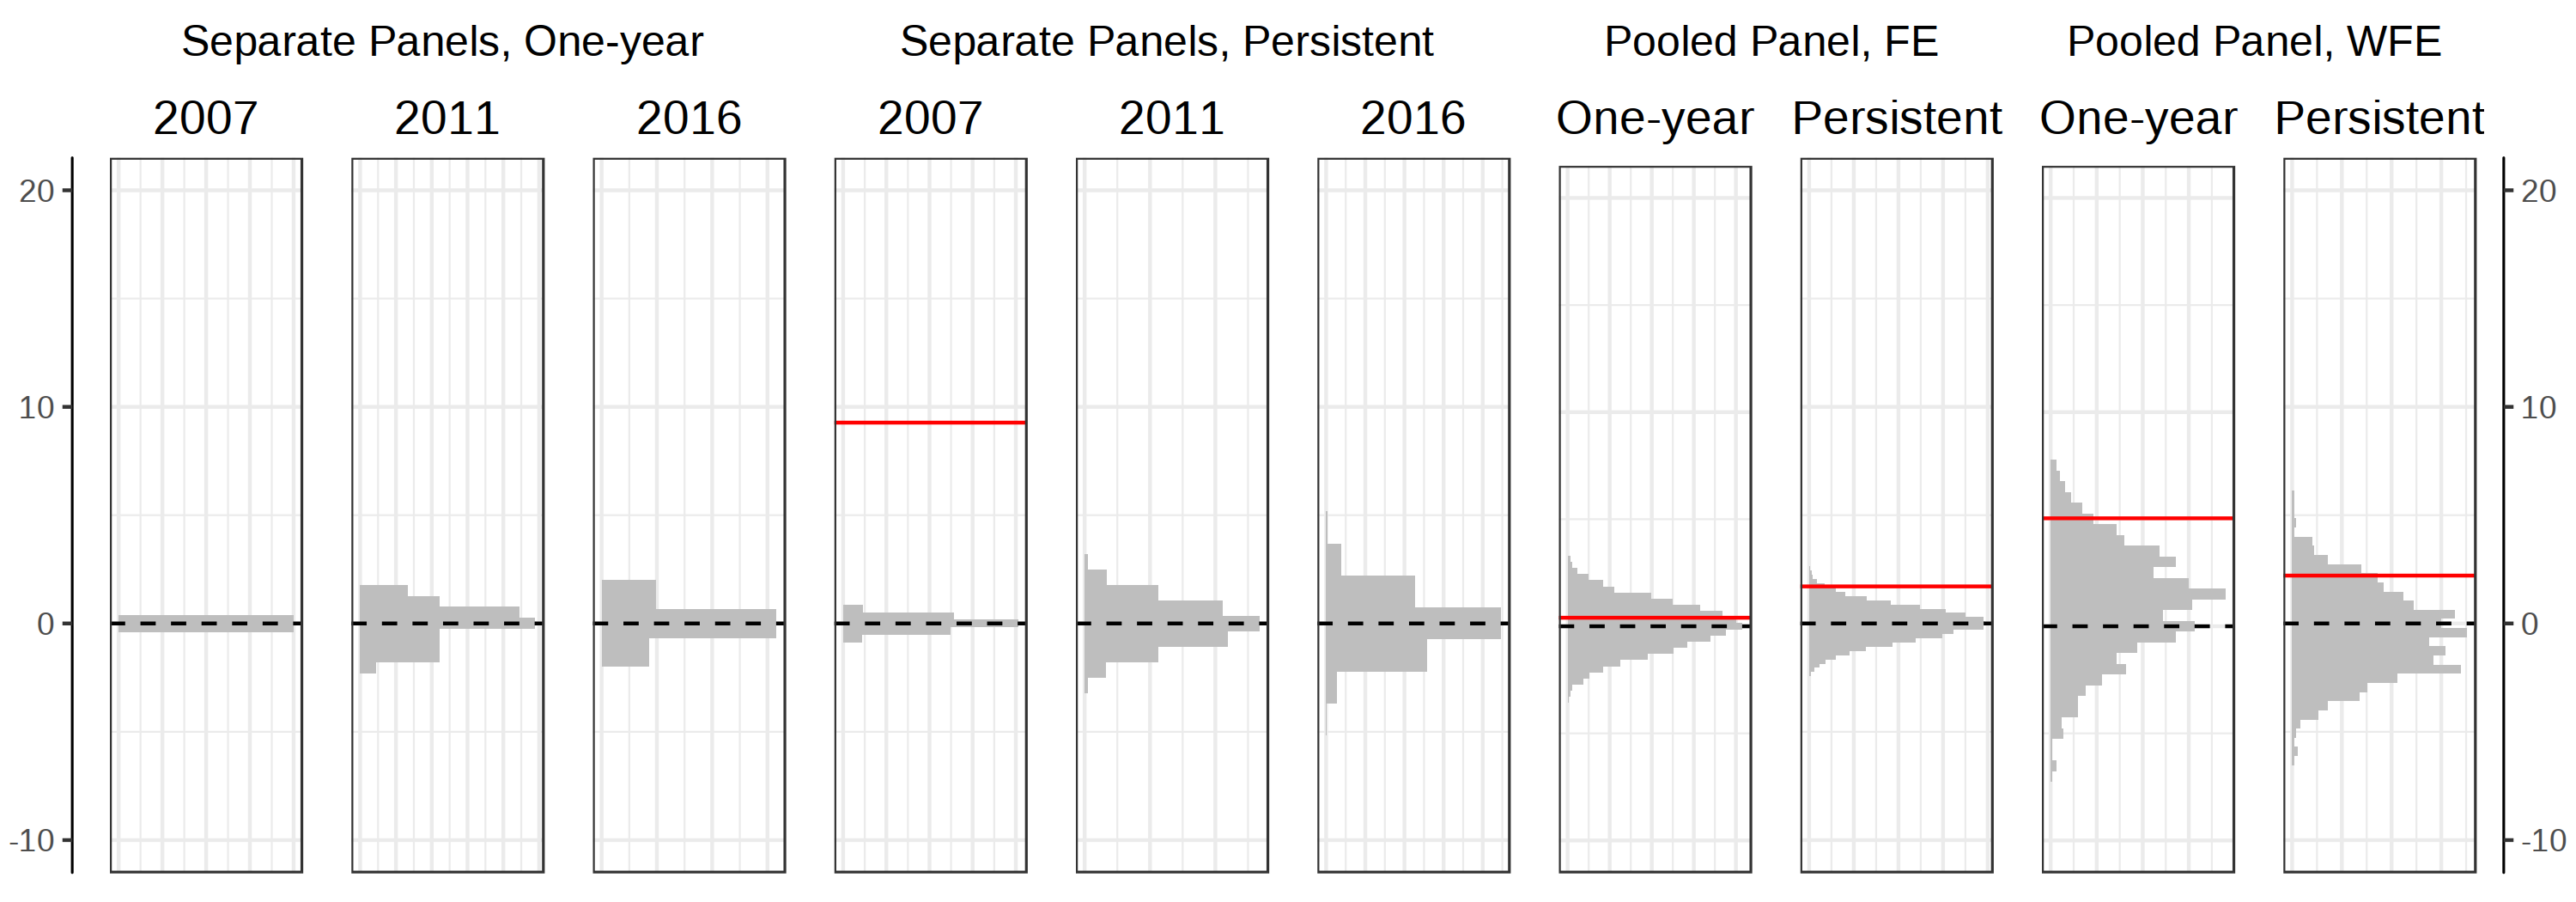 Separate Panels, One-year Separate Panels, Persistent Pooled Panel, FE Pooled Panel, WFE
2007 2011 2016 2007 2011 2016 One-year Persistent One-year Persistent
20 20
10 10
0 0
-10 -10